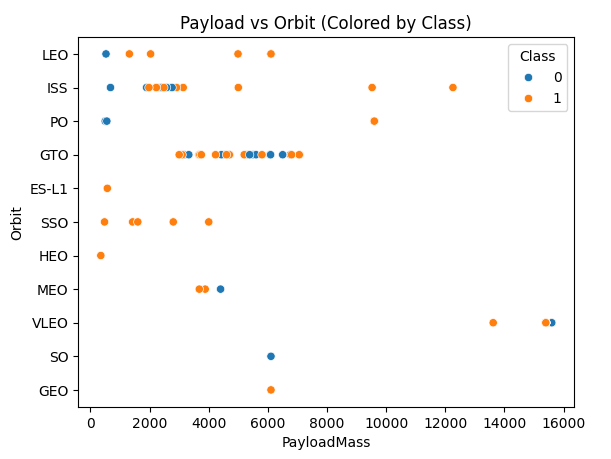 Payload vs Orbit (Colored by Class)
Orbit
LEO
ISS
PO
GTO
ES-L1
SSO
HEO
MEO
VLEO
SO
GEO
Class
0
1
0 2000 4000 6000 8000 10000 12000 14000 16000
PayloadMass